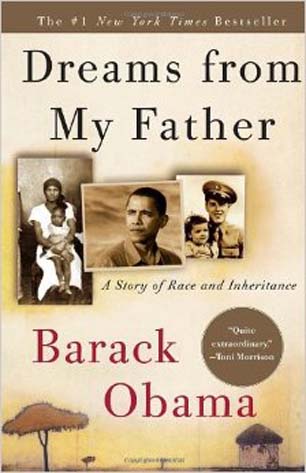 The #1 New York Times Bestseller
Dreams from
My Father
A Story of Race and Inheritance
"Quite
extraordinary."
—Toni Morrison
Barack
Obama